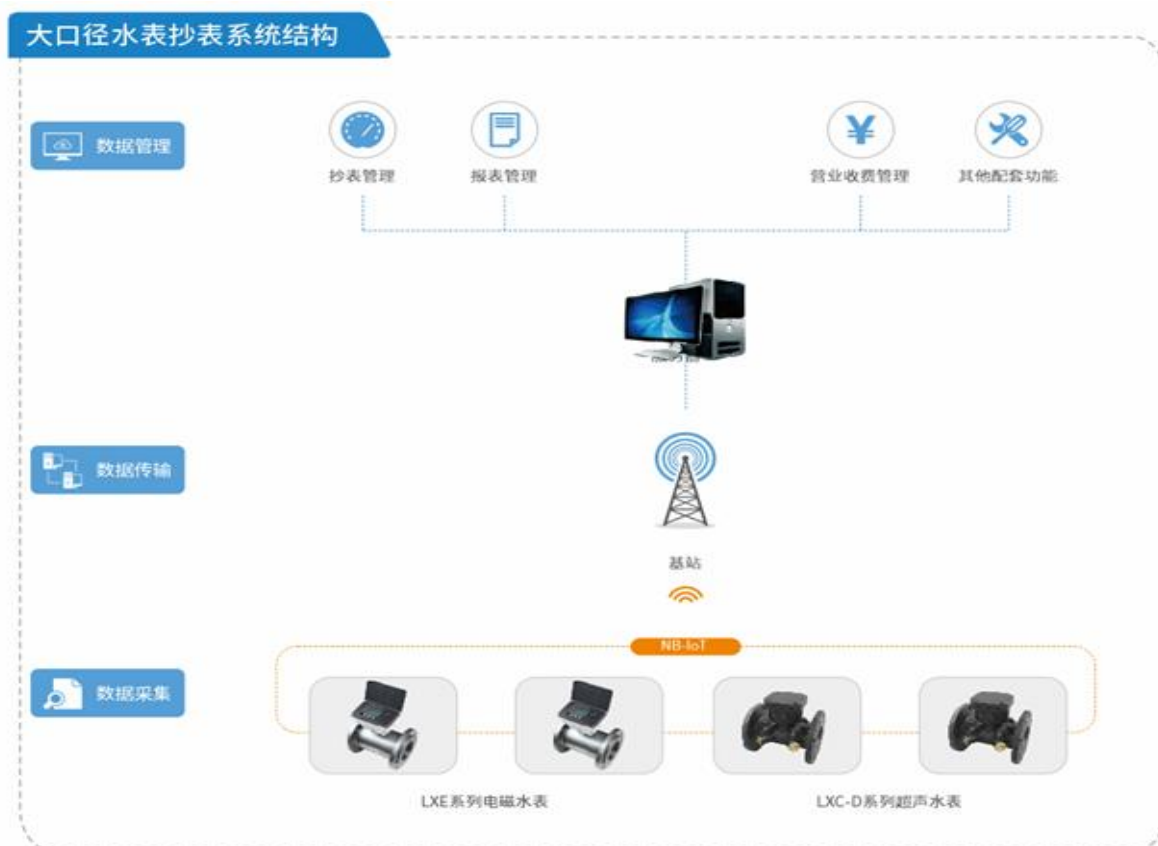 大口径水表抄表系统结构
数据管理
抄表管理
报表管理
营业收费管理
其他配套功能
数据传输
基站
NB-IoT
数据采集
LXE系列电磁水表
LXC-D系列超声水表